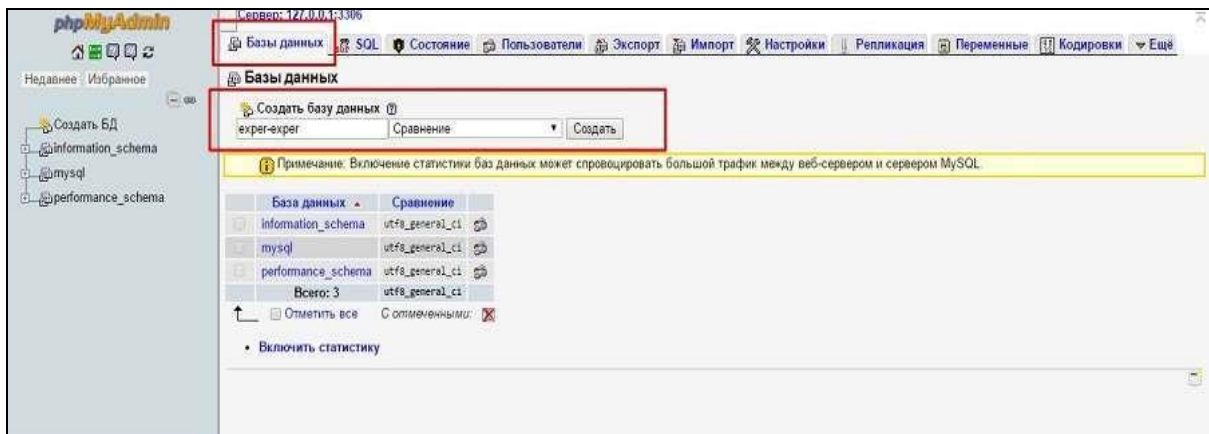 phpMyAdmin
Недавнее Избранное
Создать БД
information_schema
mysql
performance_schema
Сервер: 127.0.0.1:3306
Базы данных SQL Состояние Пользователи Экспорт Импорт Настройки Репликация Переменные Кодировки Ещё
Базы данных
Создать базу данных
exper-exper Сравнение Создать
Примечание: Включение статистики баз данных может спровоцировать большой трафик между веб-сервером и сервером MySQL.
База данных Сравнение
information_schema utf8_general_ci
mysql utf8_general_ci
performance_schema utf8_general_ci
Всего: 3 utf8_general_ci
Отметить все С отмеченными:
Включить статистику